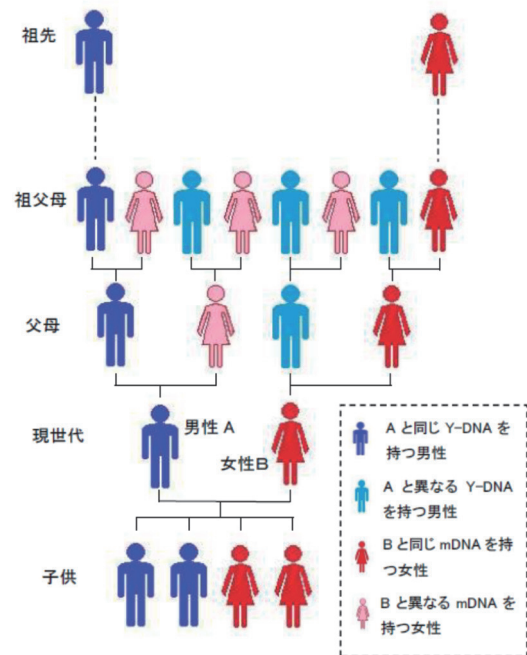 祖先
祖父母
父母
現世代
男性 A
女性B
子供
A と同じ Y-DNA を
持つ男性
A と異なる Y-DNA
を持つ男性
B と同じ mDNA を持
つ女性
B と異なる mDNA を
持つ女性